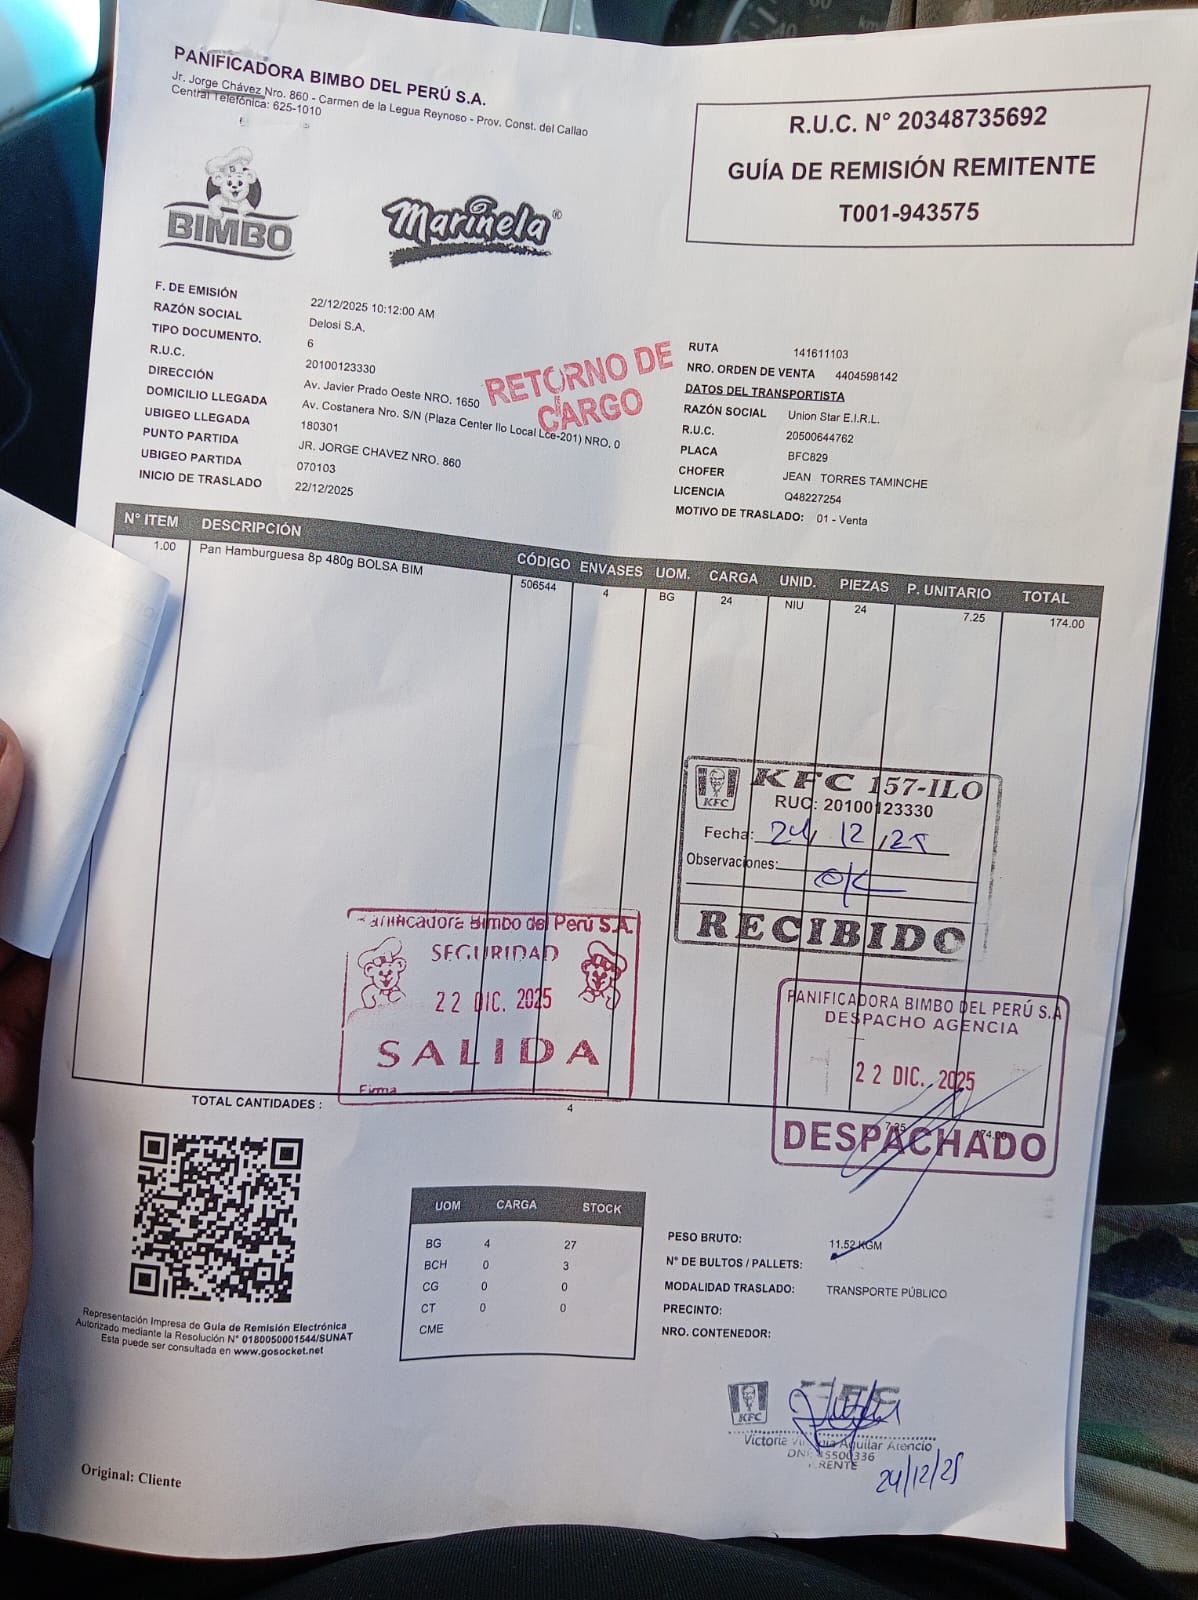 PANIFICADORA BIMBO DEL PERÚ S.A.
Jr. Jorge Chávez Nro. 860 - Carmen de la Legua Reynoso - Prov. Const. del Callao
Central Telefónica: 625-1010
BIMBO
Marinela®
R.U.C. N° 20348735692
GUÍA DE REMISIÓN REMITENTE
T001-943575
F. DE EMISIÓN 22/12/2025 10:12:00 AM
RAZÓN SOCIAL Delosi S.A.
TIPO DOCUMENTO. 6
R.U.C. 20100123330
DIRECCIÓN Av. Javier Prado Oeste NRO. 1650
DOMICILIO LLEGADA Av. Costanera Nro. S/N (Plaza Center Ilo Local Lce-201) NRO. 0
UBIGEO LLEGADA 180301
PUNTO PARTIDA JR. JORGE CHAVEZ NRO. 860
UBIGEO PARTIDA 070103
INICIO DE TRASLADO 22/12/2025
RETORNO DE
CARGO
RUTA 141611103
NRO. ORDEN DE VENTA 4404598142
DATOS DEL TRANSPORTISTA
RAZÓN SOCIAL Union Star E.I.R.L.
R.U.C. 20500644762
PLACA BFC829
CHOFER JEAN TORRES TAMINCHE
LICENCIA Q48227254
MOTIVO DE TRASLADO: 01 - Venta
N° ITEM DESCRIPCIÓN CÓDIGO ENVASES UOM. CARGA UNID. PIEZAS P. UNITARIO TOTAL
1.00 Pan Hamburguesa 8p 480g BOLSA BIM 506544 4 BG 24 NIU 24 7.25 174.00
KFC
KFC 157-ILO
RUC: 20100123330
Fecha: 24/12/25
Observaciones: OK
RECIBIDO
Panificadora Bimbo del Perú S.A.
SEGURIDAD
22 DIC. 2025
SALIDA
Firma
PANIFICADORA BIMBO DEL PERÚ S.A
DESPACHO AGENCIA
22 DIC. 2025
DESPACHADO
TOTAL CANTIDADES : 4 7.25 174.00
UOM CARGA STOCK
BG 4 27
BCH 0 3
CG 0 0
CT 0 0
CME
PESO BRUTO: 11.52 KGM
N° DE BULTOS / PALLETS:
MODALIDAD TRASLADO: TRANSPORTE PÚBLICO
PRECINTO:
NRO. CONTENEDOR:
Representación Impresa de Guía de Remisión Electrónica
Autorizado mediante la Resolución N° 0180050001544/SUNAT
Esta puede ser consultada en www.gosocket.net
KFC
KFC
Victoria Aguilar Atencio
24/12/25
Original: Cliente